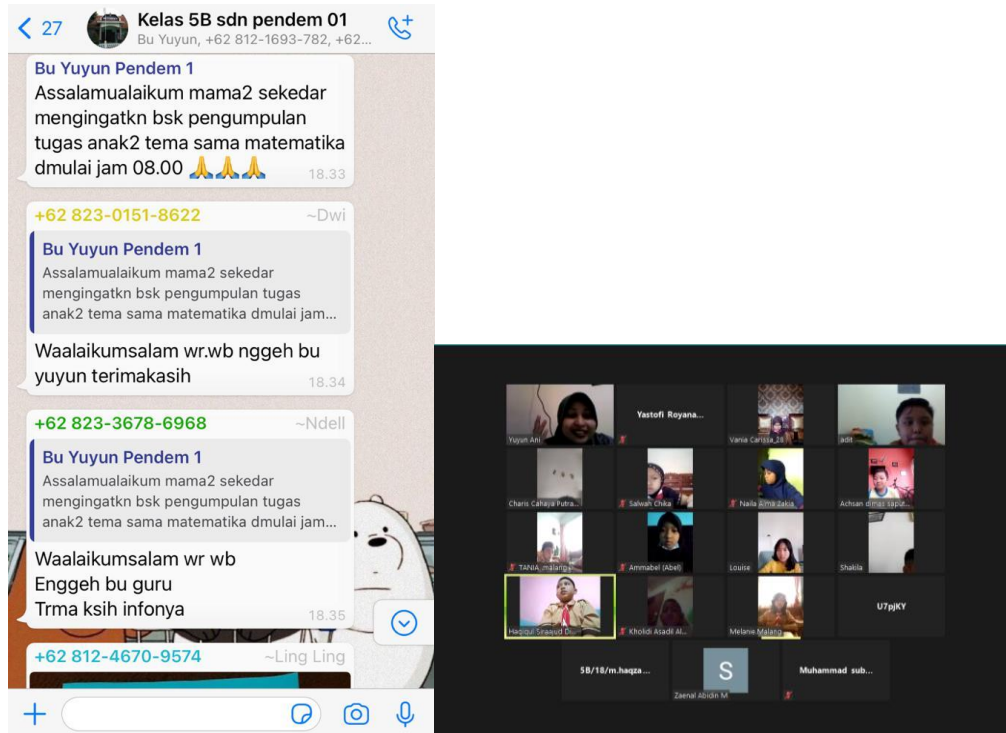 27
Kelas 5B sdn pendem 01
Bu Yuyun, +62 812-1693-782, +62...
Bu Yuyun Pendem 1
Assalamualaikum mama2 sekedar
mengingatkn bsk pengumpulan
tugas anak2 tema sama matematika
dmulai jam 08.00 🙏🙏🙏
18.33
+62 823-0151-8622 ~Dwi
Bu Yuyun Pendem 1
Assalamualaikum mama2 sekedar
mengingatkn bsk pengumpulan tugas
anak2 tema sama matematika dmulai jam...
Waalaikumsalam wr.wb nggeh bu
yuyun terimakasih
18.34
+62 823-3678-6968 ~Ndell
Bu Yuyun Pendem 1
Assalamualaikum mama2 sekedar
mengingatkn bsk pengumpulan tugas
anak2 tema sama matematika dmulai jam...
Waalaikumsalam wr wb
Enggeh bu guru
Trma ksih infonya
18.35
+62 812-4670-9574 ~Ling Ling
Yuyun Ani
Yastofi Royana...
Vania Carissa_28
adit
Charis Cahaya Putra...
Salwah Chika
Naila Alma Zakia
Achsan dimas saput...
TANIA, malang
Ammabel (Abel)
Louise
Shakila
Haqiqul Siraajud Di...
Kholidi Asadil Al...
Melanie Malang
U7pjKY
5B/18/m.haqza...
S
Zaenal Abidin M
Muhammad sub...